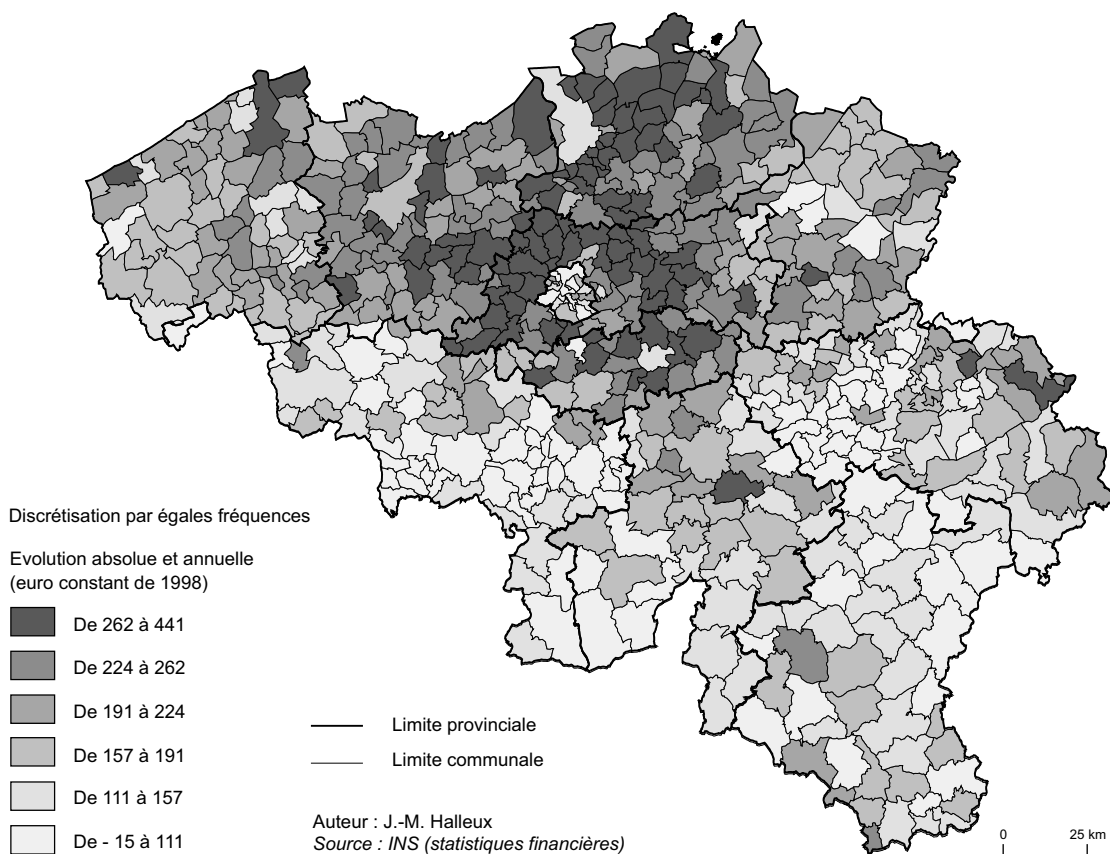 Discrétisation par égales fréquences
Evolution absolue et annuelle
(euro constant de 1998)
De 262 à 441
De 224 à 262
De 191 à 224
De 157 à 191
De 111 à 157
De - 15 à 111
Limite provinciale
Limite communale
Auteur : J.-M. Halleux
Source : INS (statistiques financières)
0 25 km